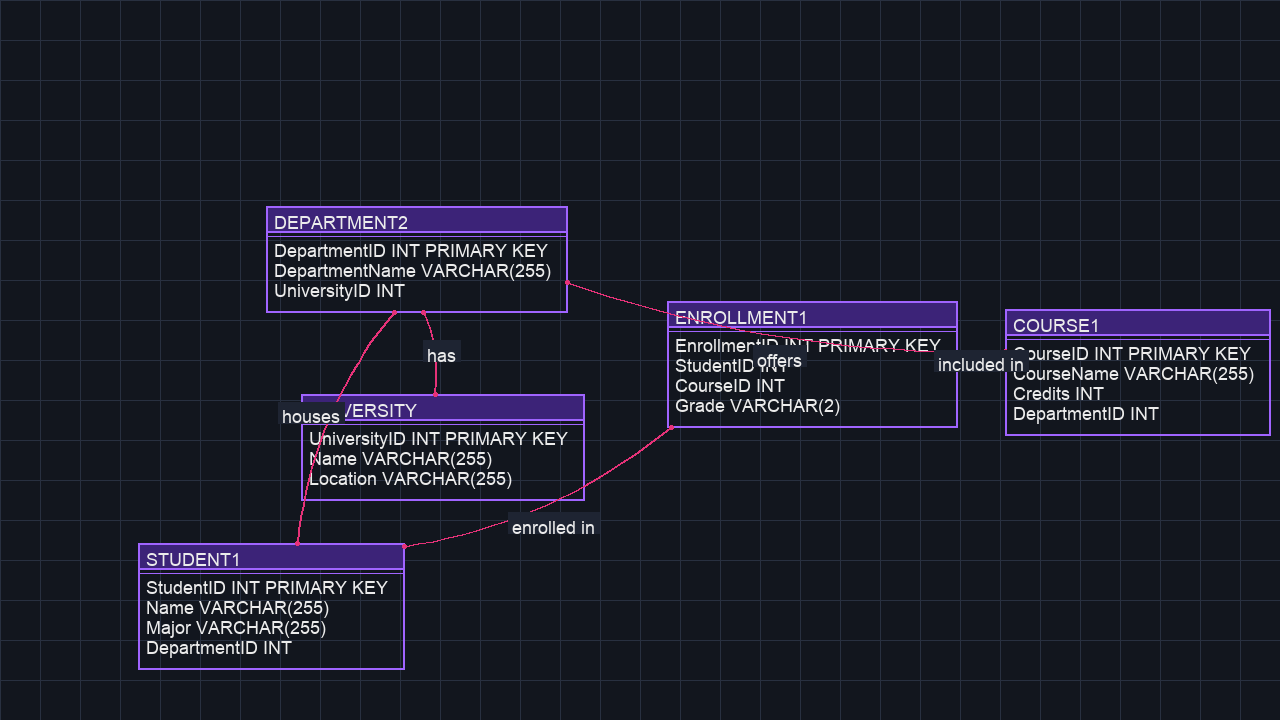 DEPARTMENT2
DepartmentID INT PRIMARY KEY
DepartmentName VARCHAR(255)
UniversityID INT
has
houses
VERSITY
UniversityID INT PRIMARY KEY
Name VARCHAR(255)
Location VARCHAR(255)
ENROLLMENT1
EnrollmentID INT PRIMARY KEY
StudentID INT
CourseID INT
Grade VARCHAR(2)
offers
included in
COURSE1
CourseID INT PRIMARY KEY
CourseName VARCHAR(255)
Credits INT
DepartmentID INT
enrolled in
STUDENT1
StudentID INT PRIMARY KEY
Name VARCHAR(255)
Major VARCHAR(255)
DepartmentID INT